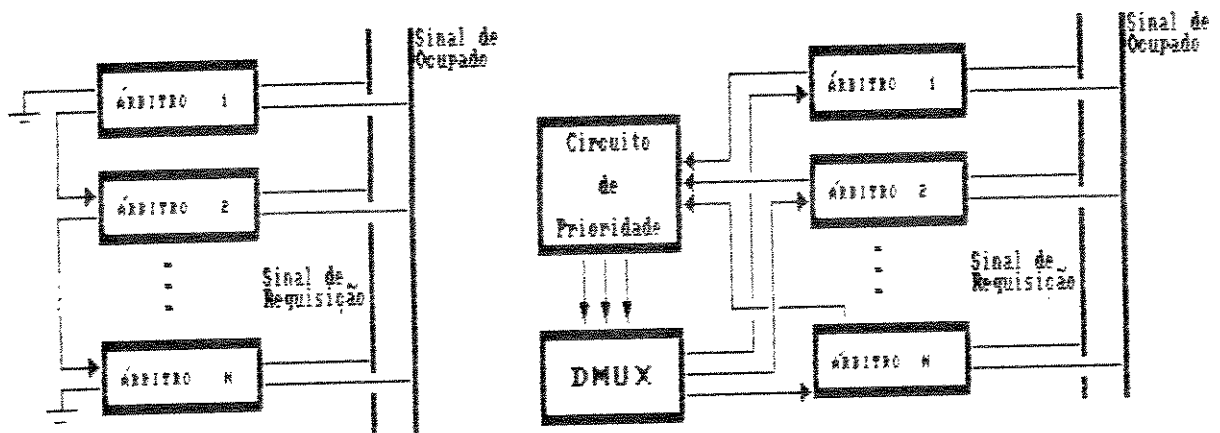 Sinal de
Ocupado
ÁRBITRO 1
ÁRBITRO 2
Sinal de
Requisição
ÁRBITRO N
Sinal de
Ocupado
ÁRBITRO 1
Circuito
de
Prioridade
ÁRBITRO 2
Sinal de
Requisição
DMUX
ÁRBITRO N